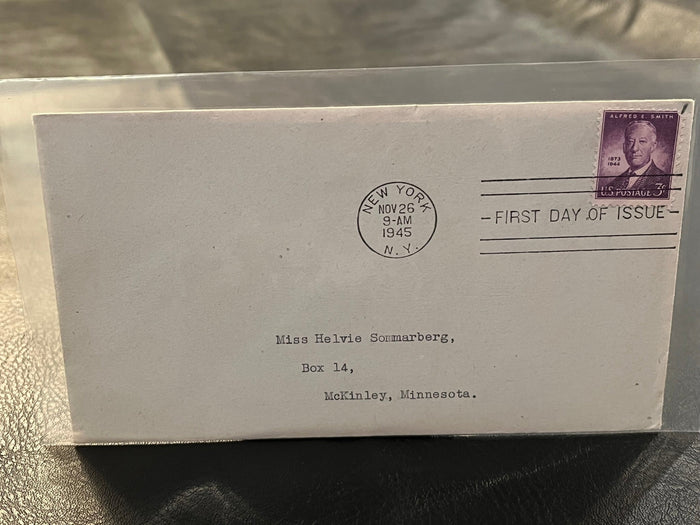 ALFRED E. SMITH
1873
1944
U.S. POSTAGE 3¢
NEW YORK
NOV 26
9-AM
1945
N.Y.
FIRST DAY OF ISSUE
Miss Helvie Sommarberg,
Box 14,
McKinley, Minnesota.